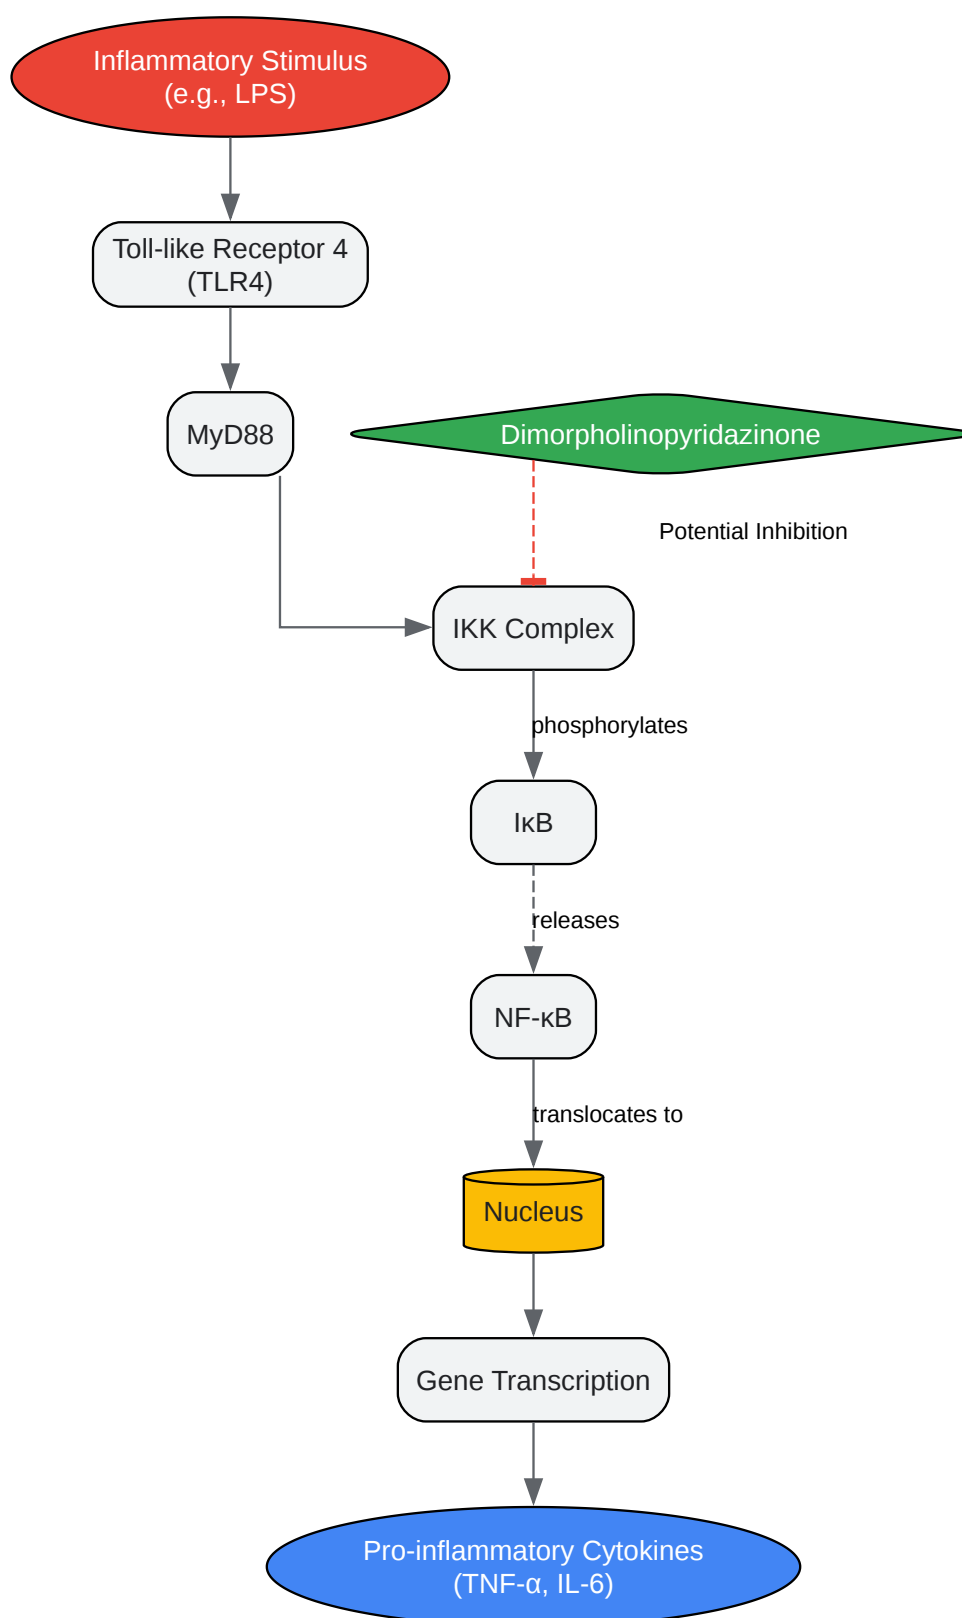 Inflammatory Stimulus
(e.g., LPS)
Toll-like Receptor 4
(TLR4)
MyD88
Dimorpholinopyridazinone
Potential Inhibition
IKK Complex
phosphorylates
IκB
releases
NF-κB
translocates to
Nucleus
Gene Transcription
Pro-inflammatory Cytokines
(TNF-α, IL-6)